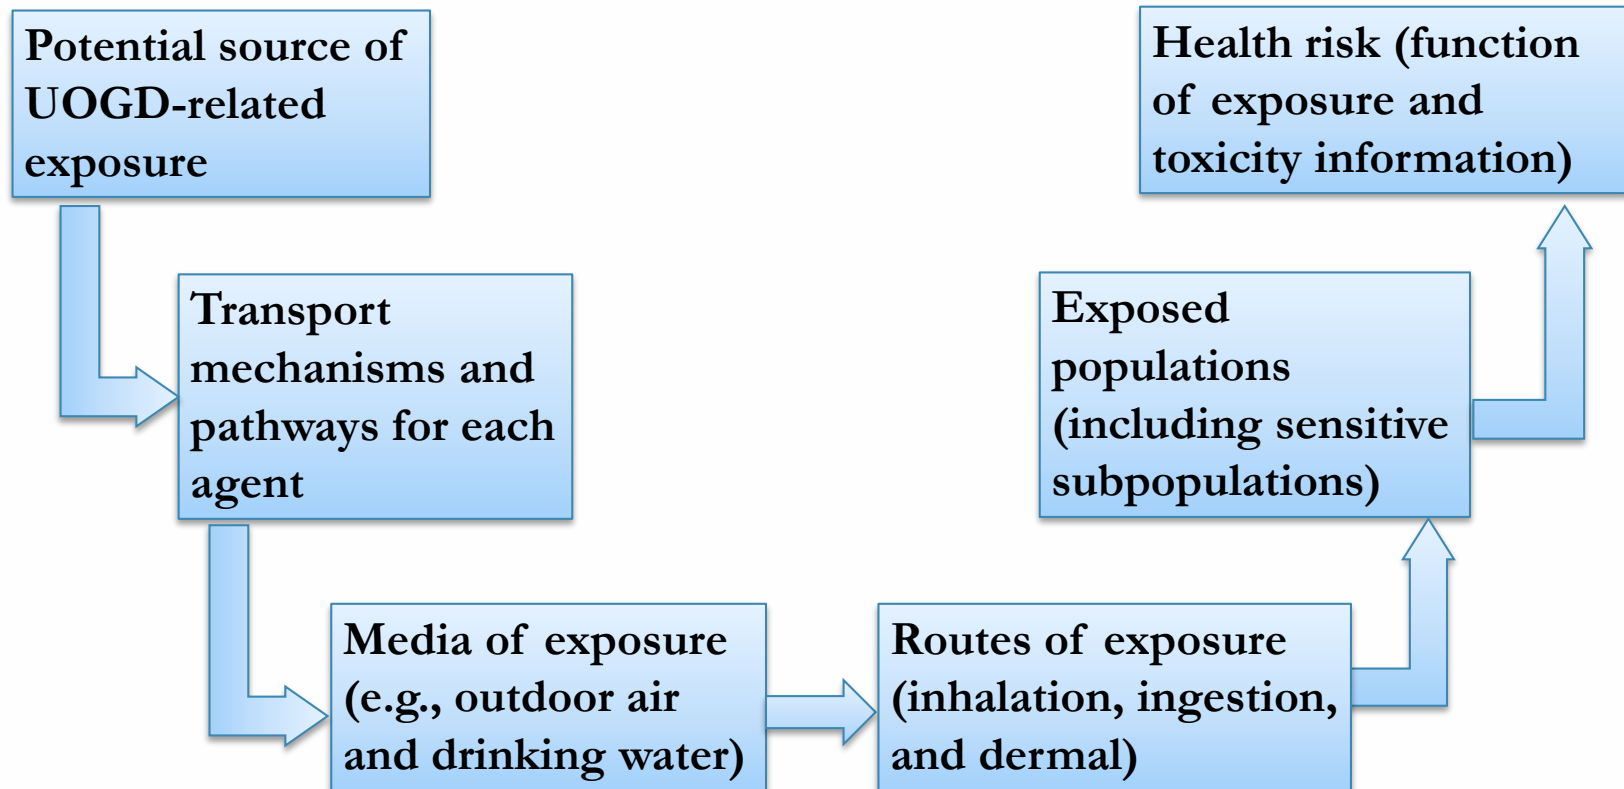 Potential source of
UOGD-related
exposure
Transport
mechanisms and
pathways for each
agent
Media of exposure
(e.g., outdoor air
and drinking water)
Routes of exposure
(inhalation, ingestion,
and dermal)
Exposed
populations
(including sensitive
subpopulations)
Health risk (function
of exposure and
toxicity information)